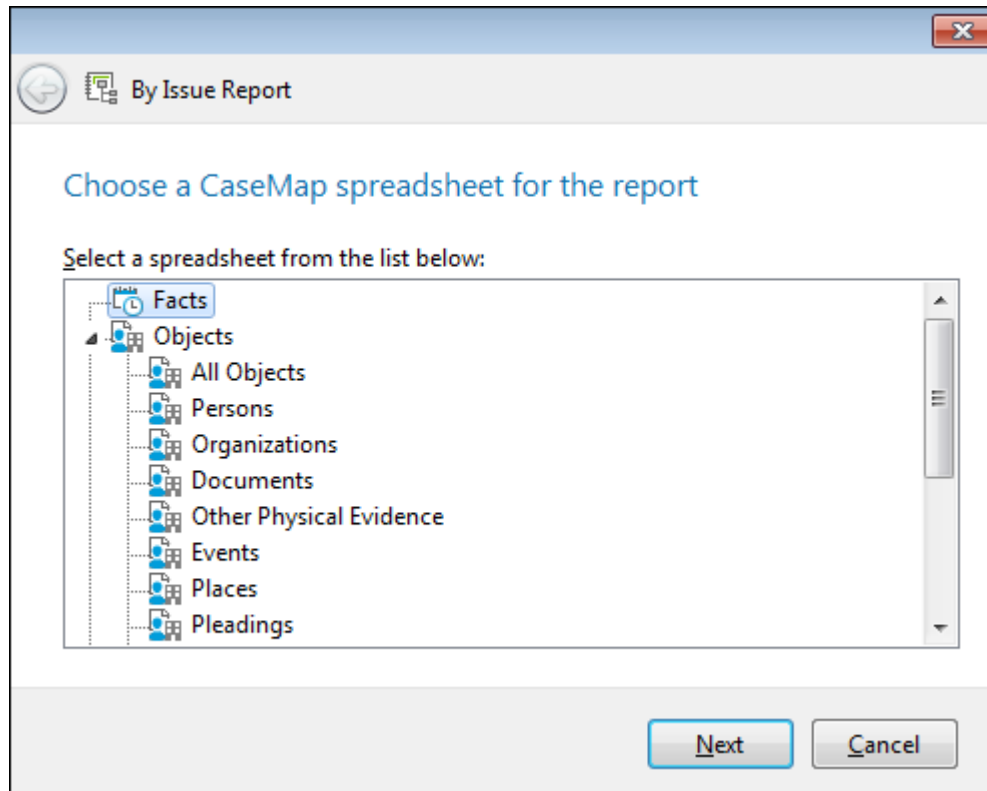 By Issue Report
Choose a CaseMap spreadsheet for the report
Select a spreadsheet from the list below:
Facts
Objects
All Objects
Persons
Organizations
Documents
Other Physical Evidence
Events
Places
Pleadings
Next
Cancel